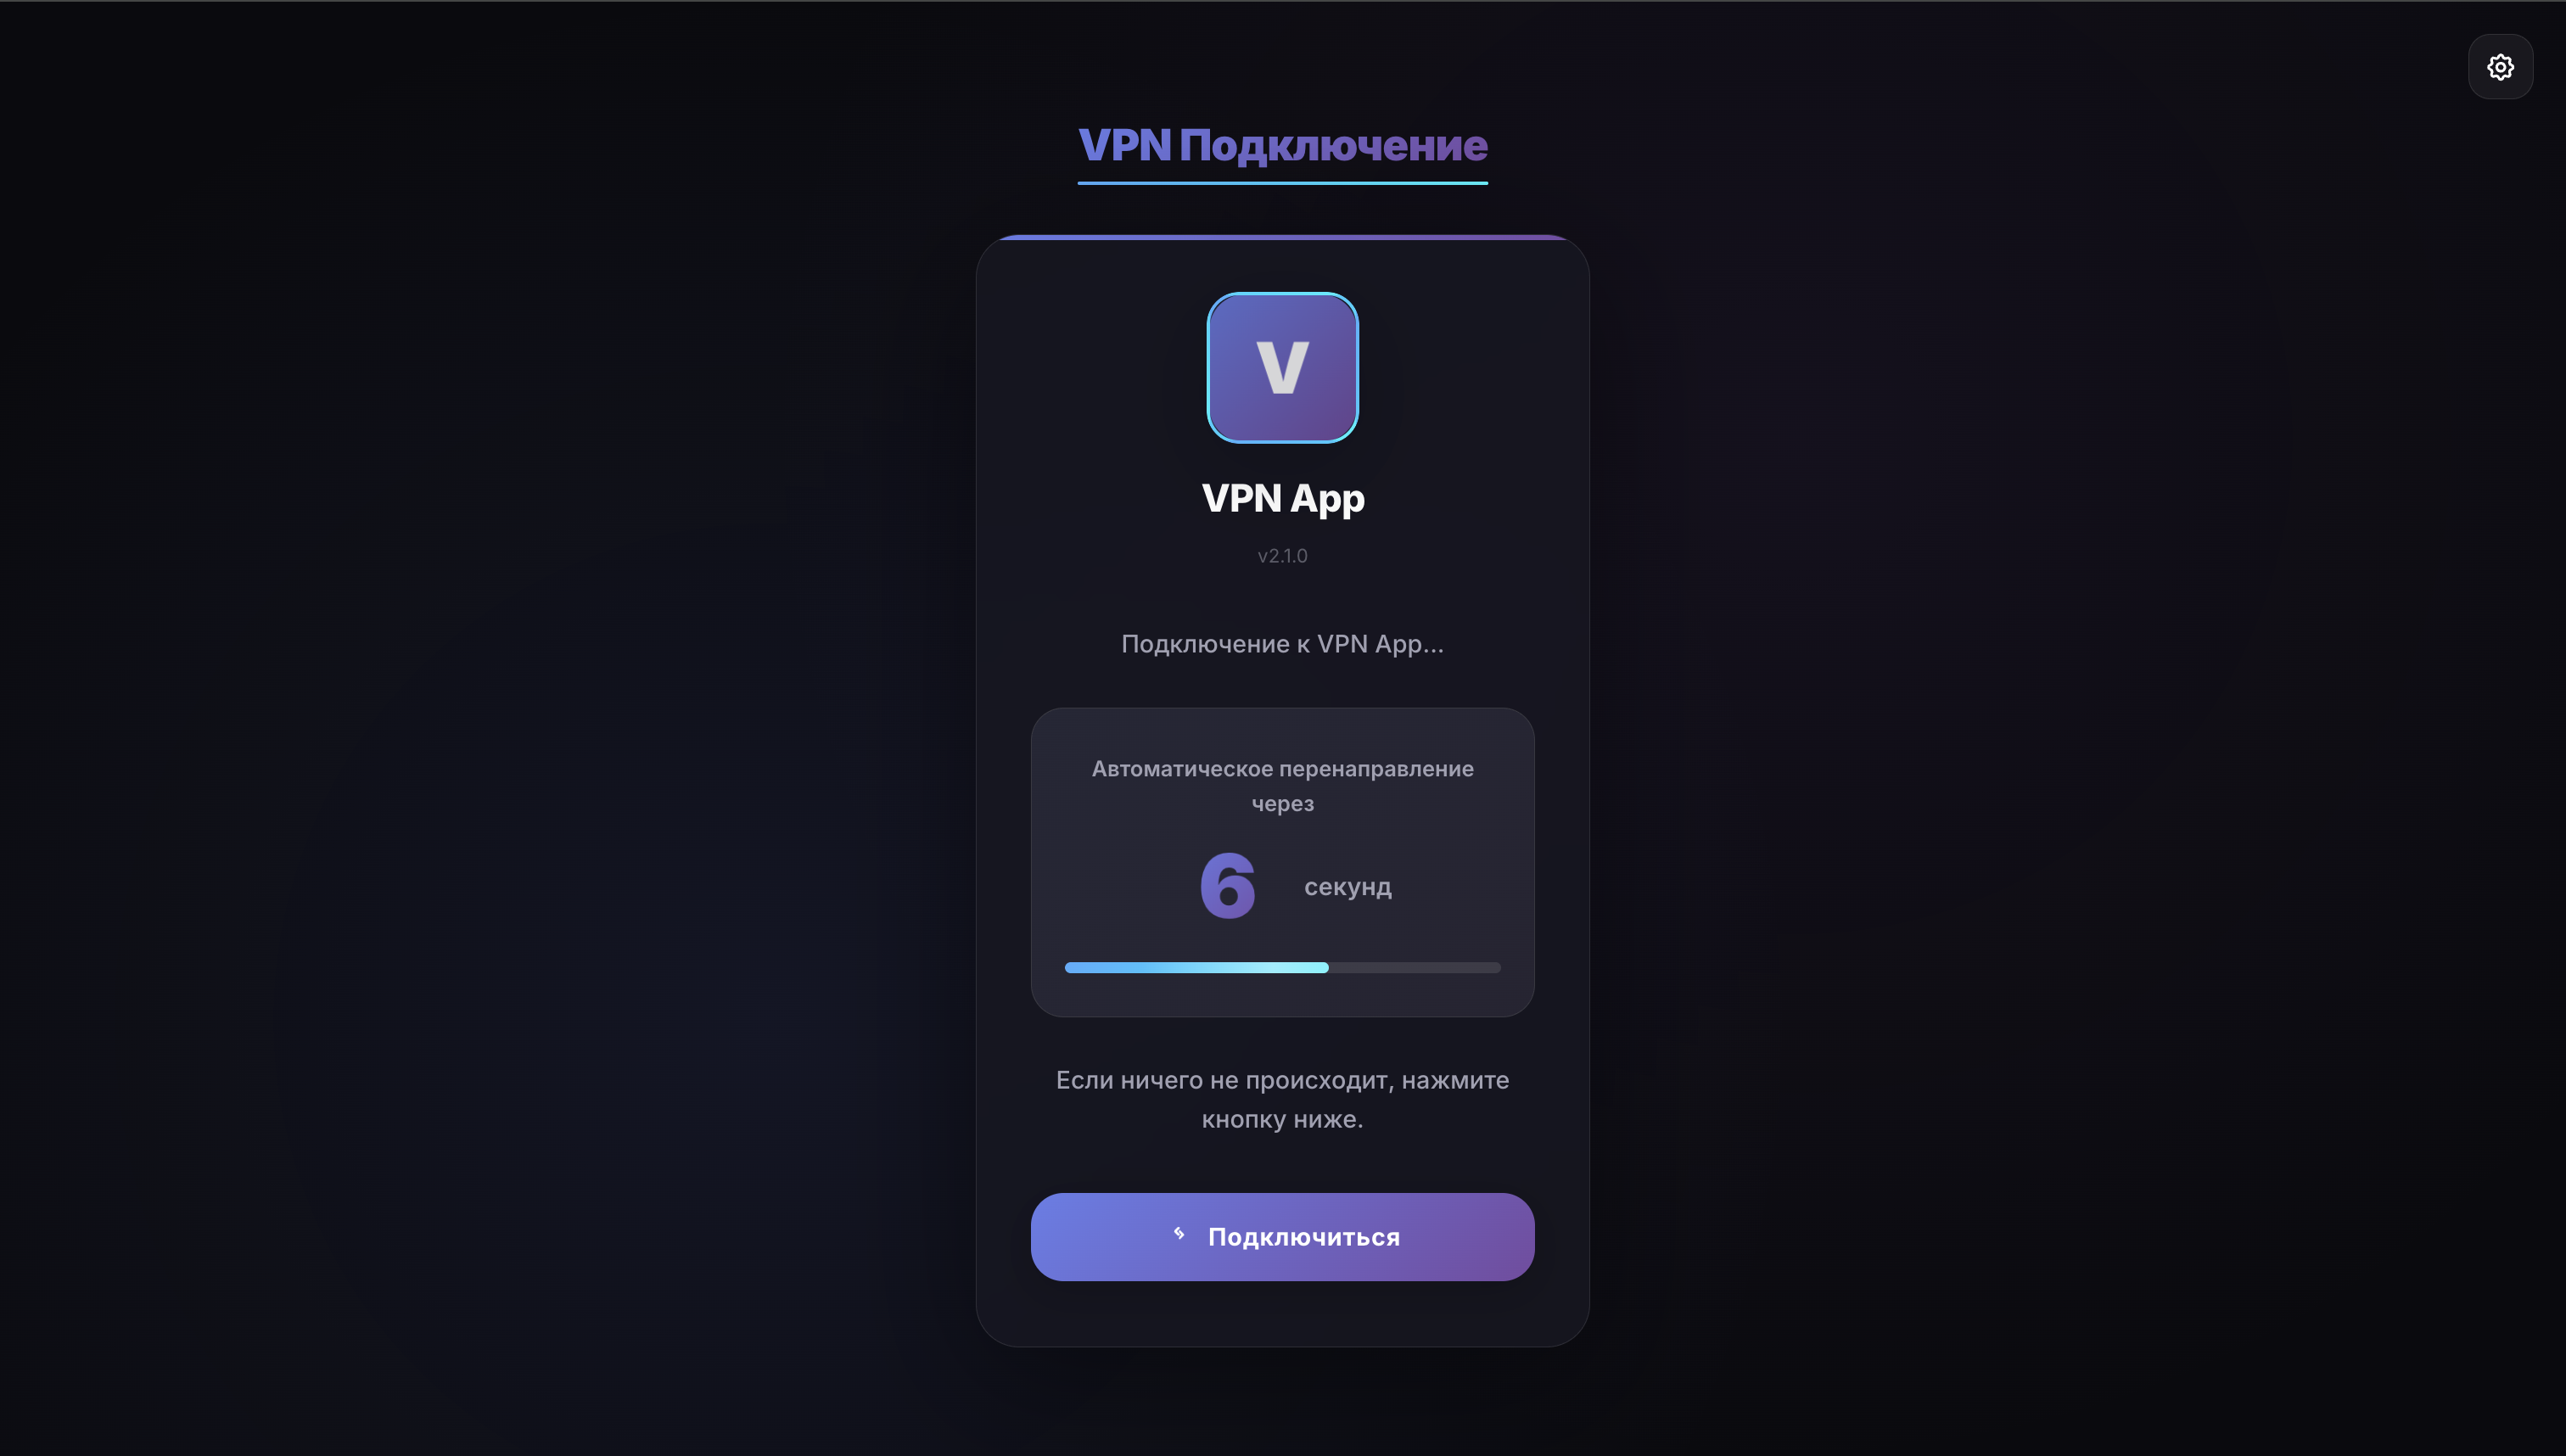 VPN Подключение
V
VPN App
v2.1.0
Подключение к VPN App...
Автоматическое перенаправление
через
6 секунд
Если ничего не происходит, нажмите
кнопку ниже.
Подключиться